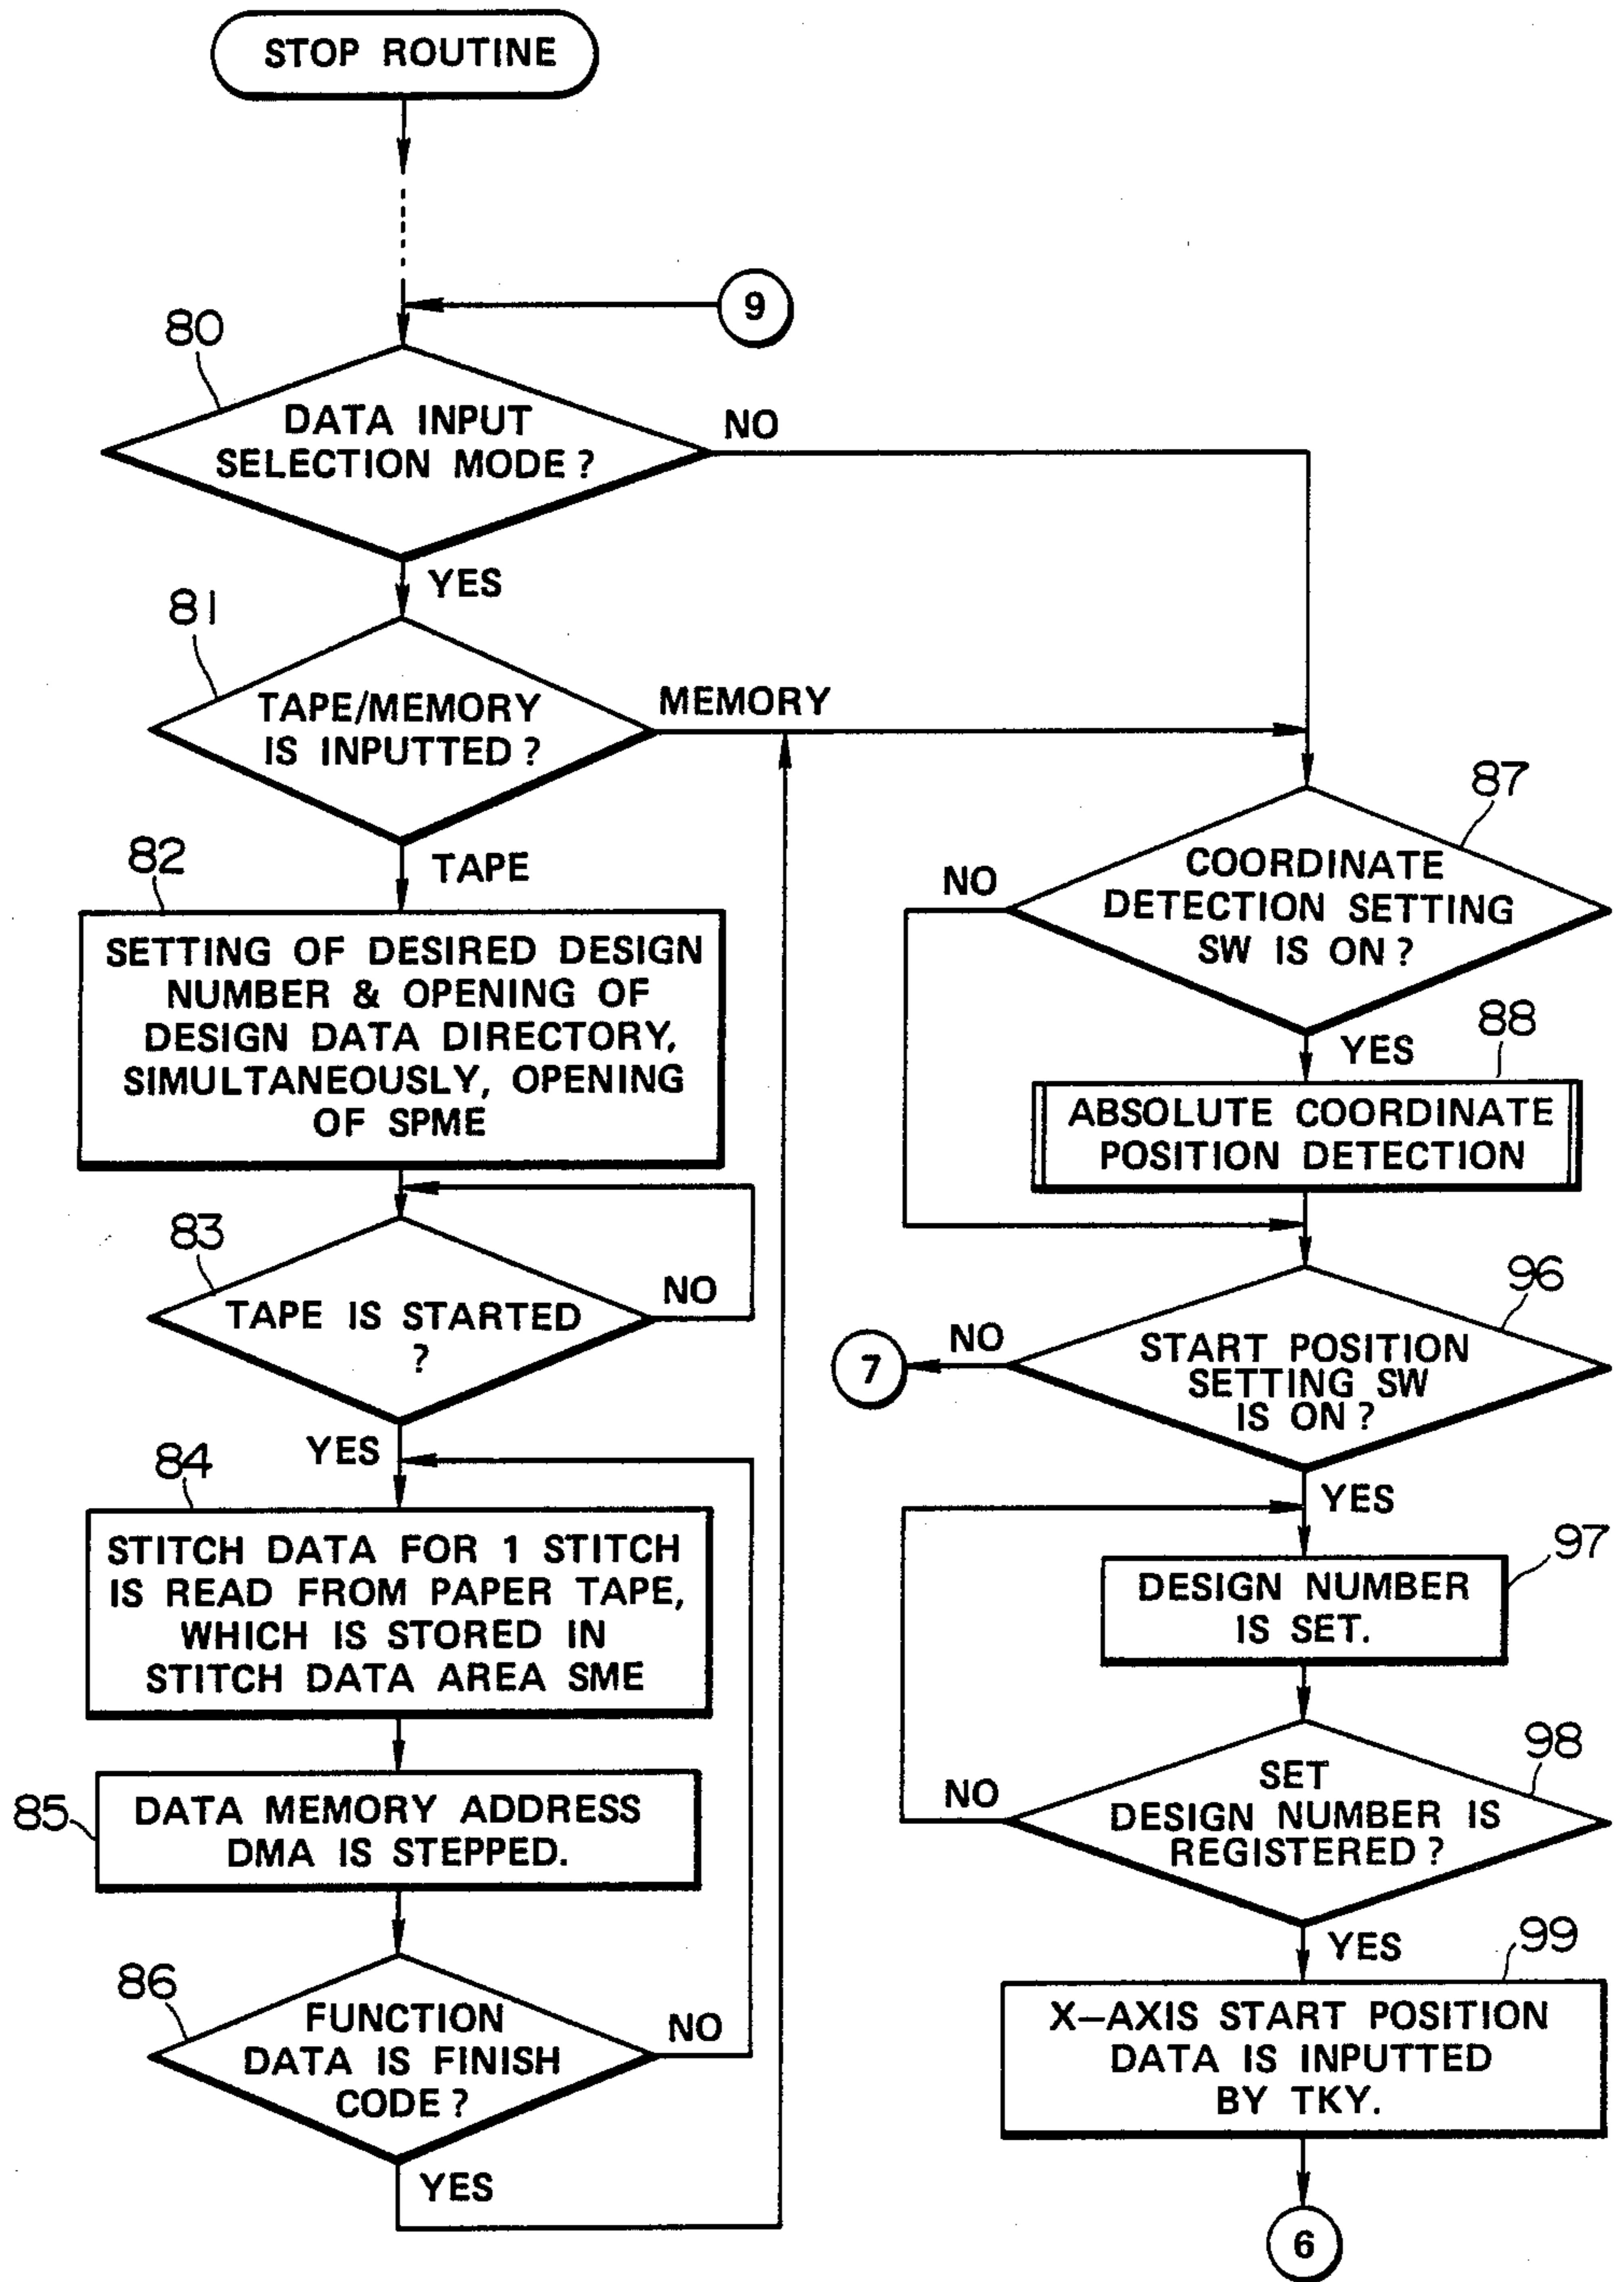 STOP ROUTINE
9
80
DATA INPUT
SELECTION MODE?
NO
YES
81
TAPE/MEMORY
IS INPUTTED?
MEMORY
TAPE
82
SETTING OF DESIRED DESIGN
NUMBER & OPENING OF
DESIGN DATA DIRECTORY,
SIMULTANEOUSLY, OPENING
OF SPME
83
TAPE IS STARTED
?
NO
YES
84
STITCH DATA FOR 1 STITCH
IS READ FROM PAPER TAPE,
WHICH IS STORED IN
STITCH DATA AREA SME
85
DATA MEMORY ADDRESS
DMA IS STEPPED.
86
FUNCTION
DATA IS FINISH
CODE?
NO
YES
87
COORDINATE
DETECTION SETTING
SW IS ON?
NO
YES
88
ABSOLUTE COORDINATE
POSITION DETECTION
96
START POSITION
SETTING SW
IS ON?
NO
7
YES
97
DESIGN NUMBER
IS SET.
98
SET
DESIGN NUMBER IS
REGISTERED?
NO
YES
99
X-AXIS START POSITION
DATA IS INPUTTED
BY TKY.
6